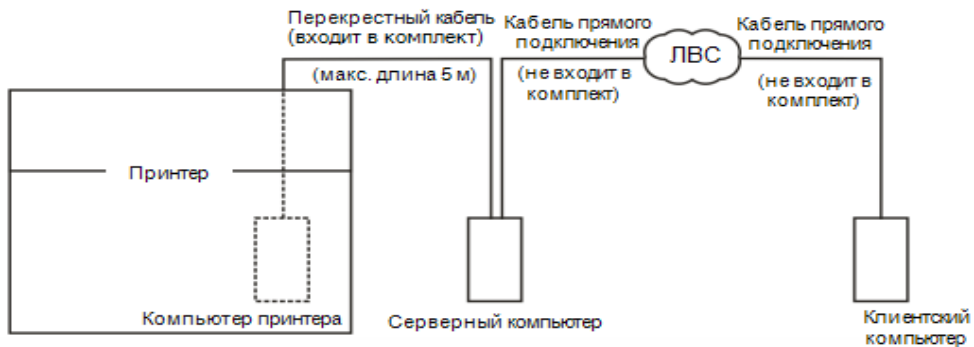 Перекрестный кабель
(входит в комплект)
(макс. длина 5 м)
Кабель прямого
подключения
(не входит в
комплект)
ЛВС
Кабель прямого
подключения
(не входит в
комплект)
Принтер
Компьютер принтера
Серверный компьютер
Клиентский
компьютер